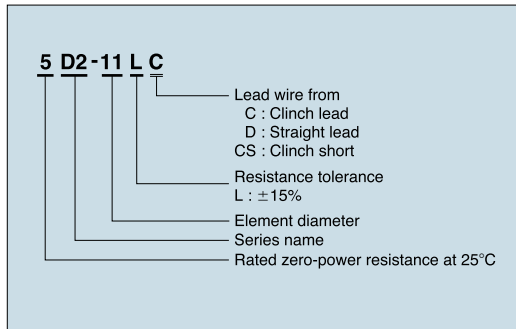 5 D2-11 L C
Lead wire from
C : Clinch lead
D : Straight lead
CS : Clinch short
Resistance tolerance
L : ±15%
Element diameter
Series name
Rated zero-power resistance at 25°C